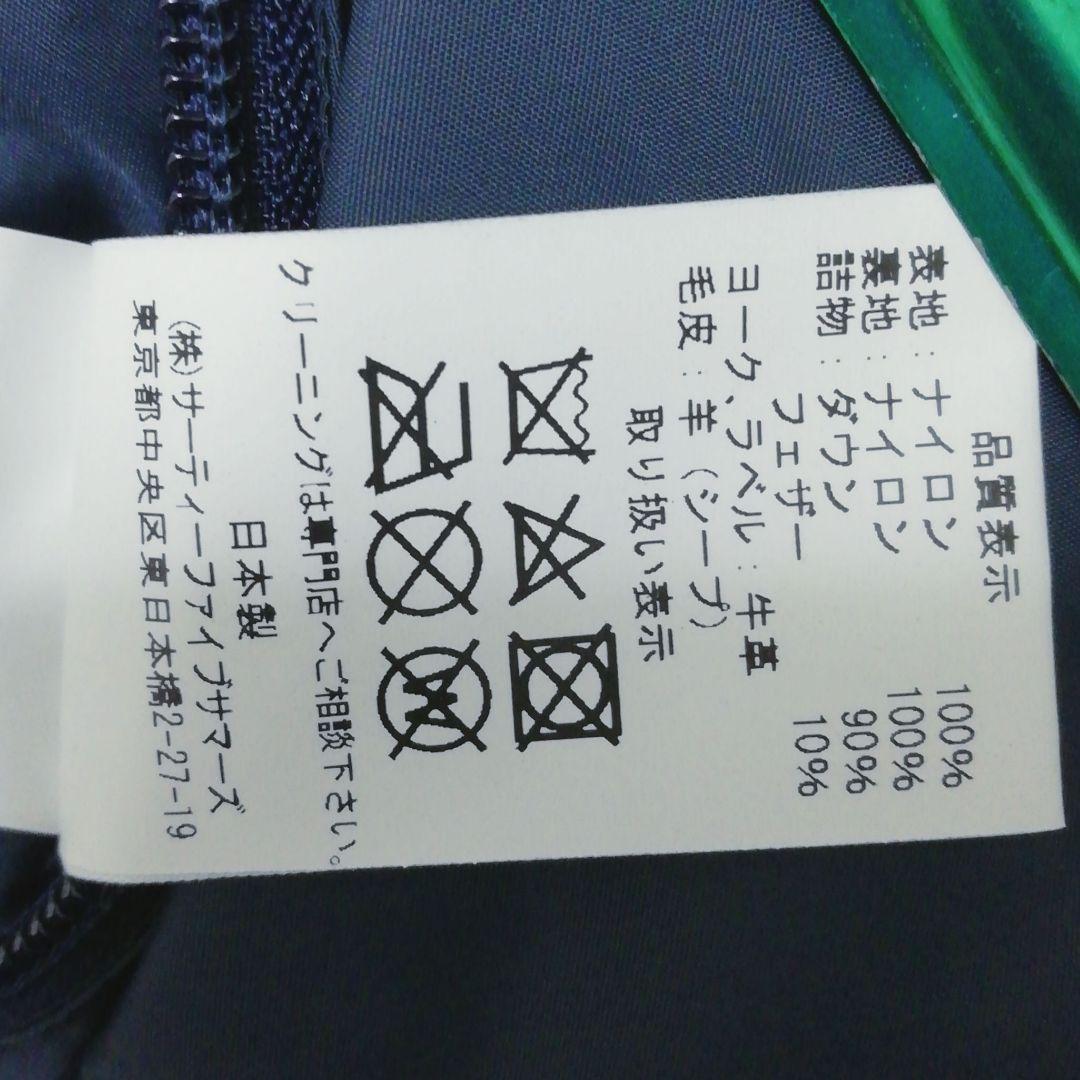 品質表示
表地：ナイロン 100%
裏地：ナイロン 100%
詰物：ダウン 90%
フェザー 10%
ヨーク、ラベル：牛革
毛皮：羊（シープ）
取り扱い表示
W
クリーニングは専門店へご相談下さい。
日本製
(株)サーティーファイブサマーズ
東京都中央区東日本橋2-27-19